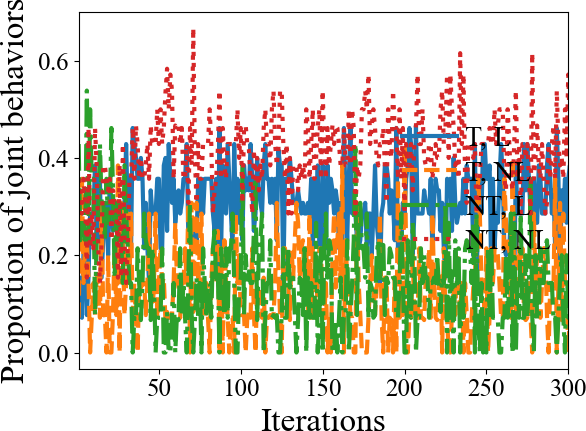 Proportion of joint behaviors
0.6
0.4
0.2
0.0
T, L
T, NL
NT, L
NT, NL
50
100
150
200
250
300
Iterations